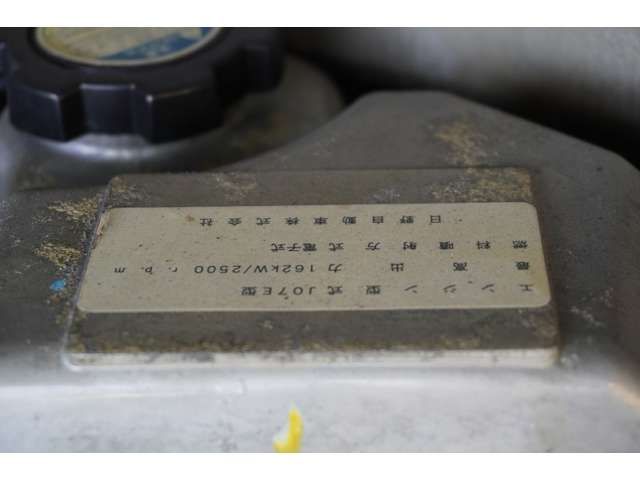 エンジン型式 J07E型
最高出力 162kW/2500 r.p.m
燃料噴射方式 電子式
日野自動車株式会社